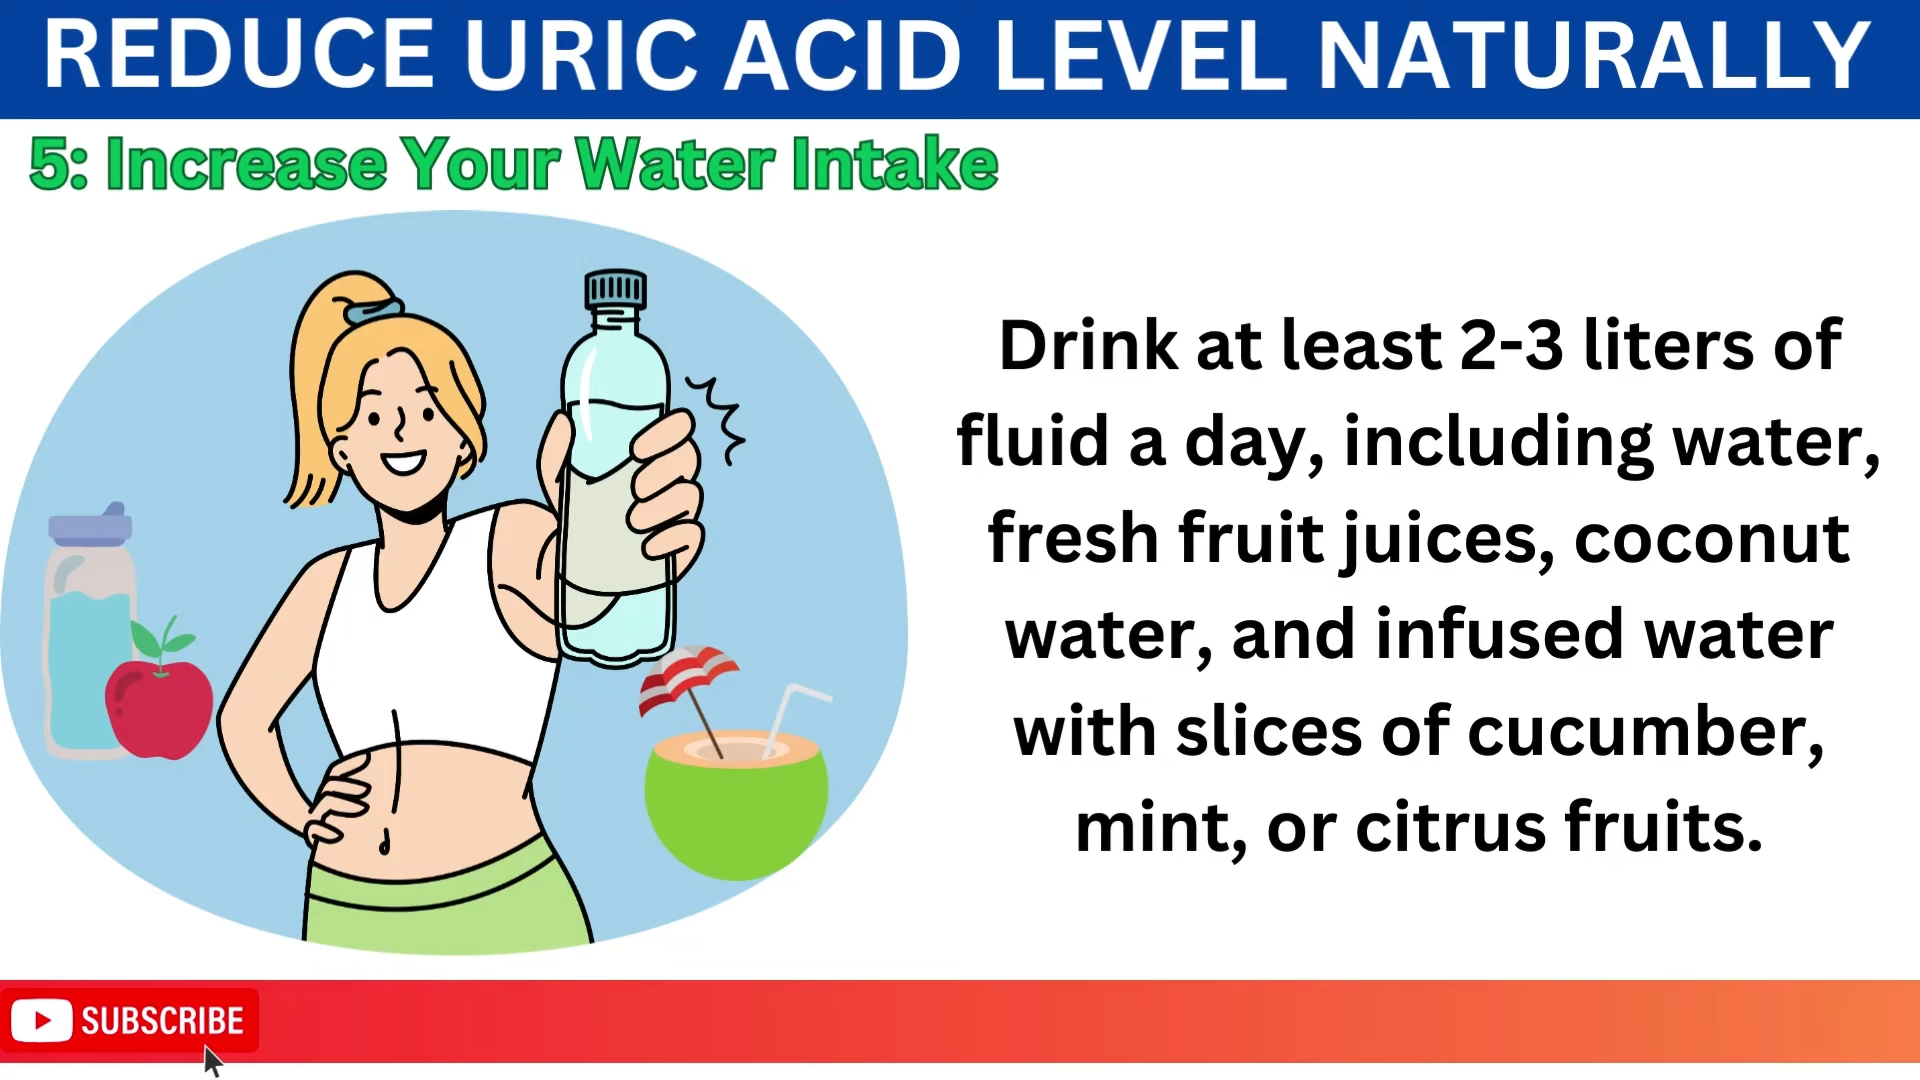 REDUCE URIC ACID LEVEL NATURALLY
5: Increase Your Water Intake
Drink at least 2-3 liters of
fluid a day, including water,
fresh fruit juices, coconut
water, and infused water
with slices of cucumber,
mint, or citrus fruits.
SUBSCRIBE